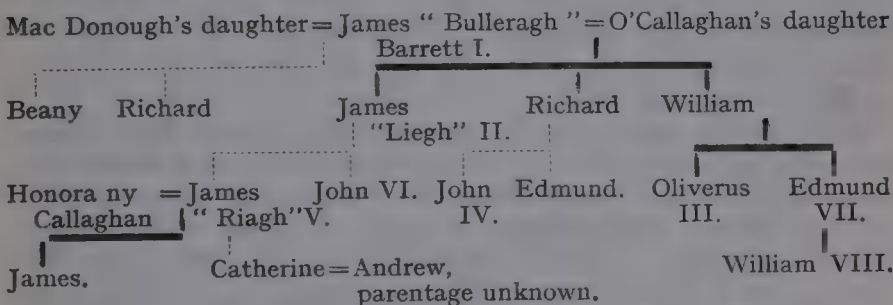 Mac Donough's daughter = James " Bulleragh " = O'Callaghan's daughter
Barrett I.
Beany Richard James Richard William
"Liegh" II.
Honora ny = James John VI. John Edmund. Oliverus Edmund
Callaghan " Riagh" V. IV. III. VII.
James. Catherine = Andrew, William VIII.
parentage unknown.